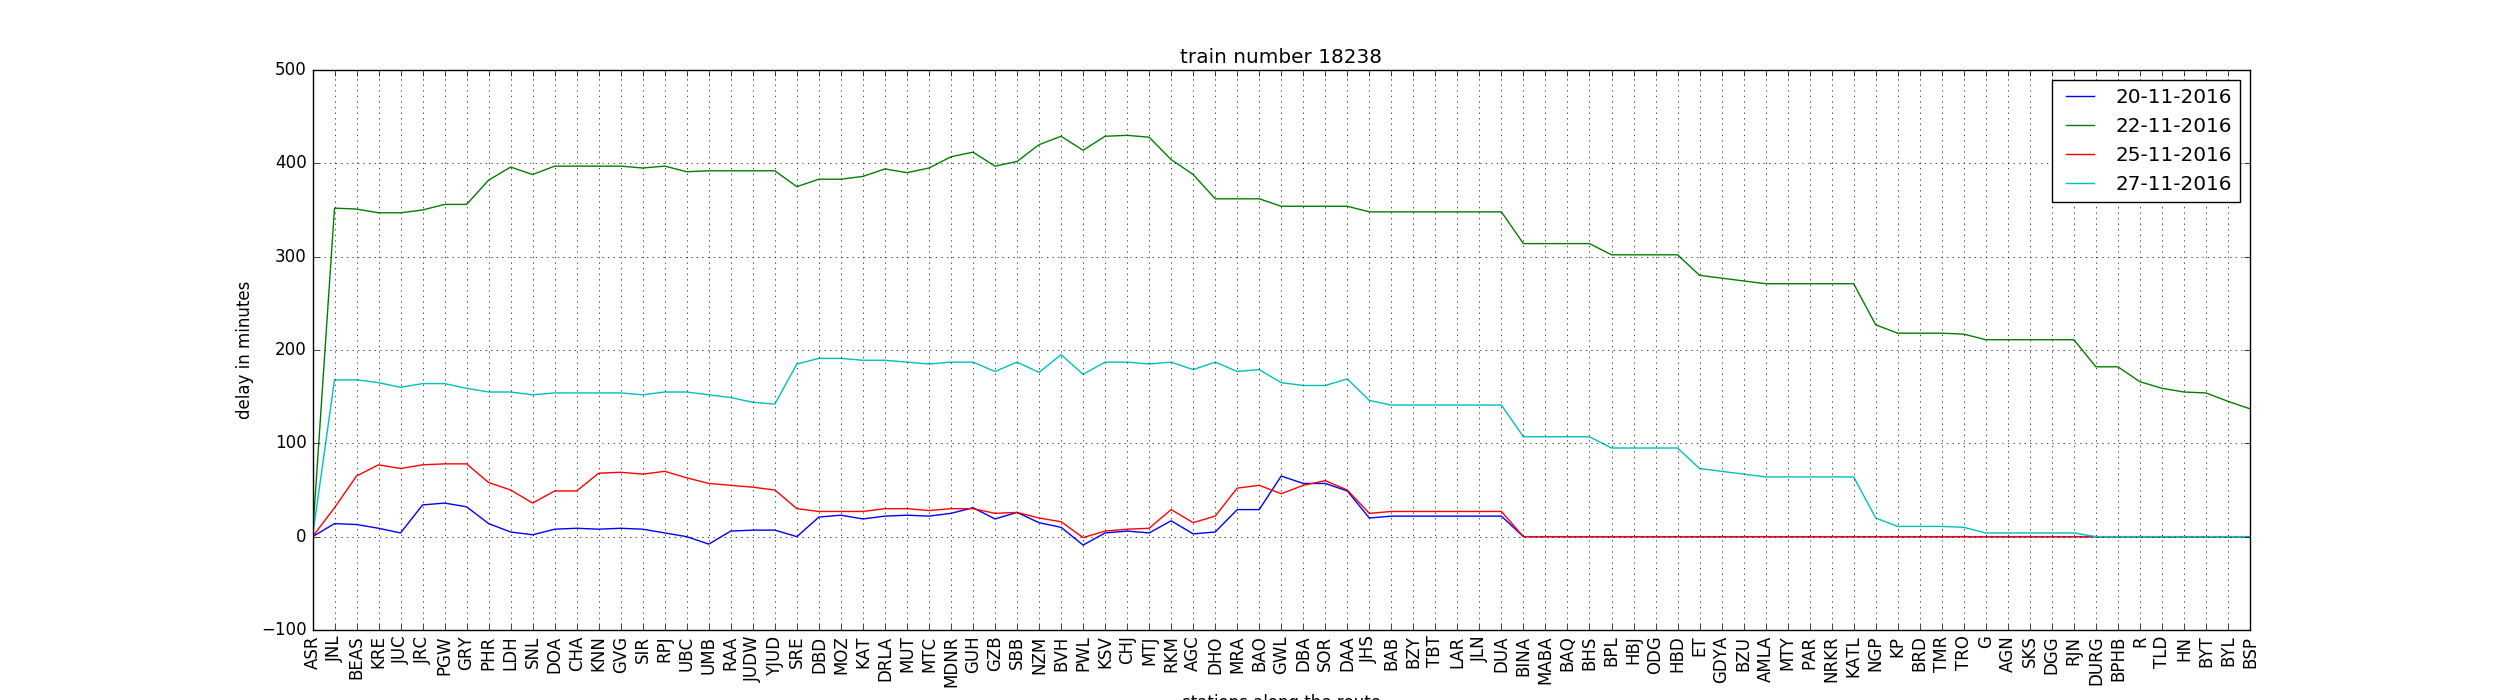 train number 18238
500
400
300
200
100
0
−100
delay in minutes
20-11-2016
22-11-2016
25-11-2016
27-11-2016
ASR JNL BEAS KRE JUC JRC PGW GRY PHR LDH SNL DOA CHA KNN GVG SIR RPJ UBC UMB RAA JUDW YJUD SRE DBD MOZ KAT DRLA MUT MTC MDNR GUH GZB SBB NZM BVH PWL KSV CHJ MTJ RKM AGC DHO MRA BAO GWL DBA SOR DAA JHS BAB BZY TBT LAR JLN DUA BINA MABA BAQ BHS BPL HBJ ODG HBD ET GDYA BZU AMLA MTY PAR NRKR KATL NGP KP BRD TMR TRO G AGN SKS DGG RJN DURG BPHB R TLD HN BYT BYL BSP
stations along the route